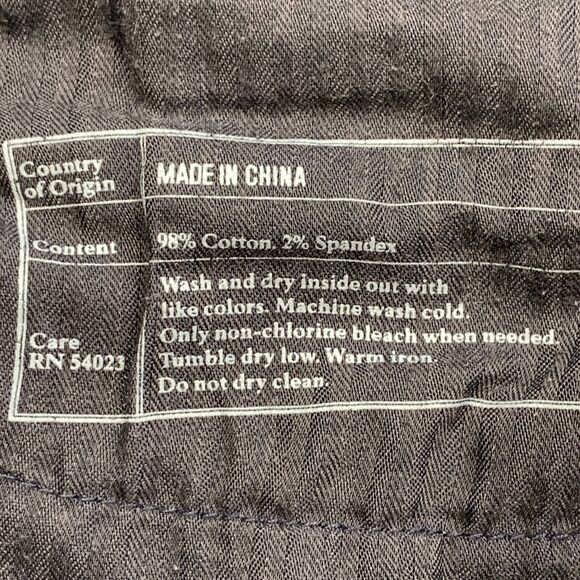 Country
of Origin
MADE IN CHINA
Content
98% Cotton, 2% Spandex
Care
RN 54023
Wash and dry inside out with
like colors. Machine wash cold.
Only non-chlorine bleach when needed.
Tumble dry low. Warm iron.
Do not dry clean.